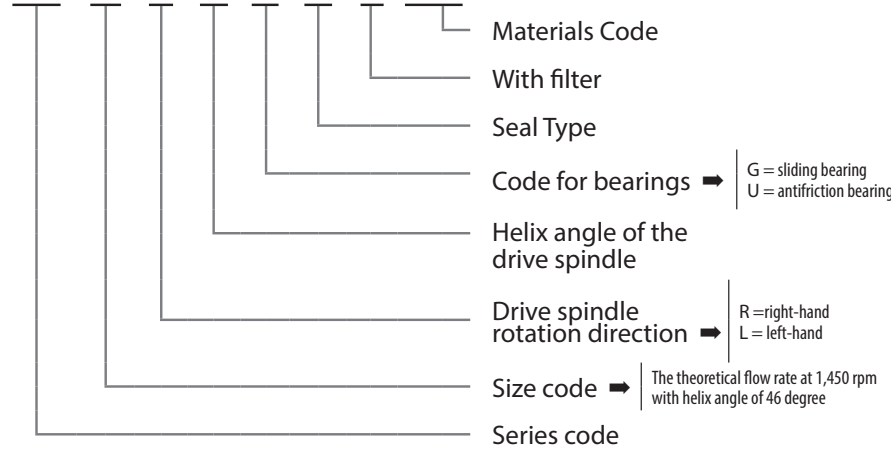 Materials Code
With filter
Seal Type
Code for bearings ➡ G = sliding bearing
U = antifriction bearing
Helix angle of the
drive spindle
Drive spindle
rotation direction ➡ R =right-hand
L = left-hand
Size code ➡ The theoretical flow rate at 1,450 rpm
with helix angle of 46 degree
Series code